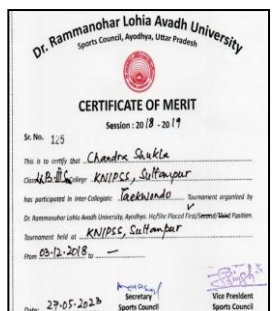 Dr. Rammanohar Lohia Avadh University
Sports Council, Ayodhya, Uttar Pradesh
CERTIFICATE OF MERIT
Session : 2018 - 2019
Sr. No. 125
This is to certify that Chandra Shukla
Class College KNIPSS, Sultanpur
has participated in Inter-Collegiate Taekwondo Tournament organized by
Dr. Rammanohar Lohia Avadh University, Ayodhya. He/She Placed First/Second/Third Position.
Tournament held at KNIPSS, Sultanpur
From 03-12-2018 to —
Date: 27-05-2023
Secretary
Sports Council
Vice President
Sports Council